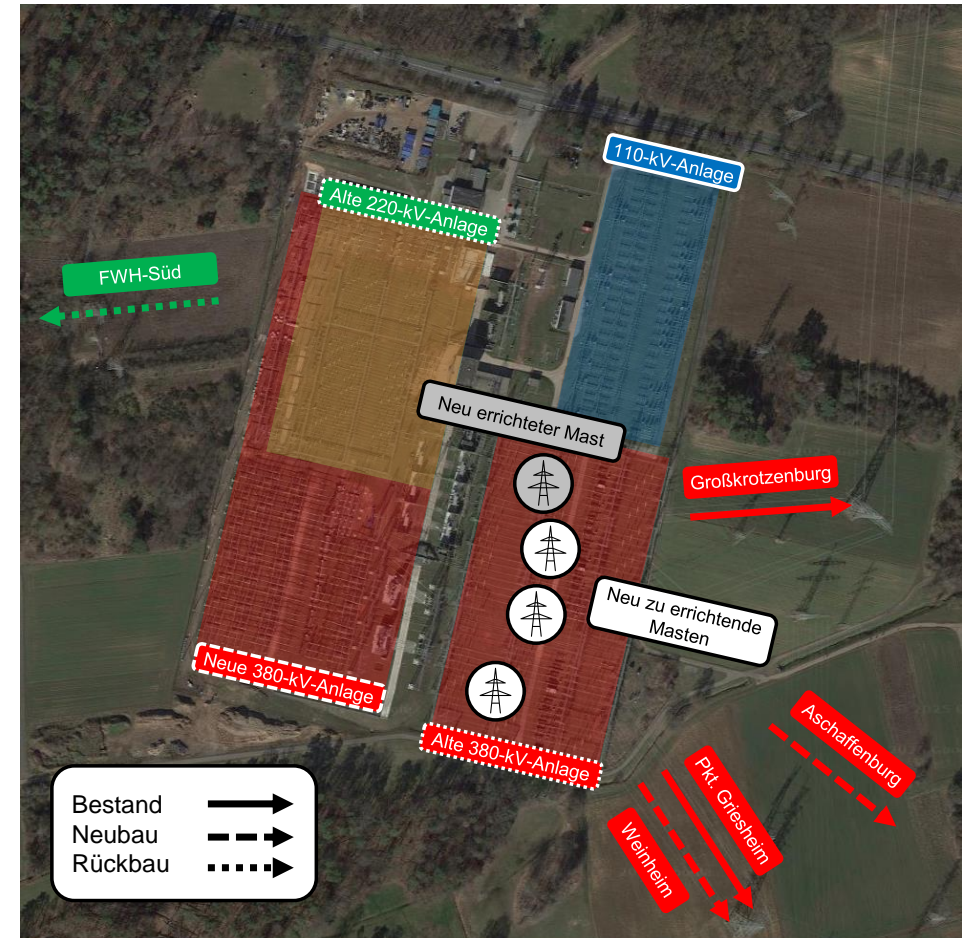 110-kV-Anlage
Alte 220-kV-Anlage
FWH-Süd
Neu errichteter Mast
Großkrotzenburg
Neu zu errichtende
Masten
Neue 380-kV-Anlage
Alte 380-kV-Anlage
Aschaffenburg
Pkt. Griesheim
Weinheim
Bestand
Neubau
Rückbau